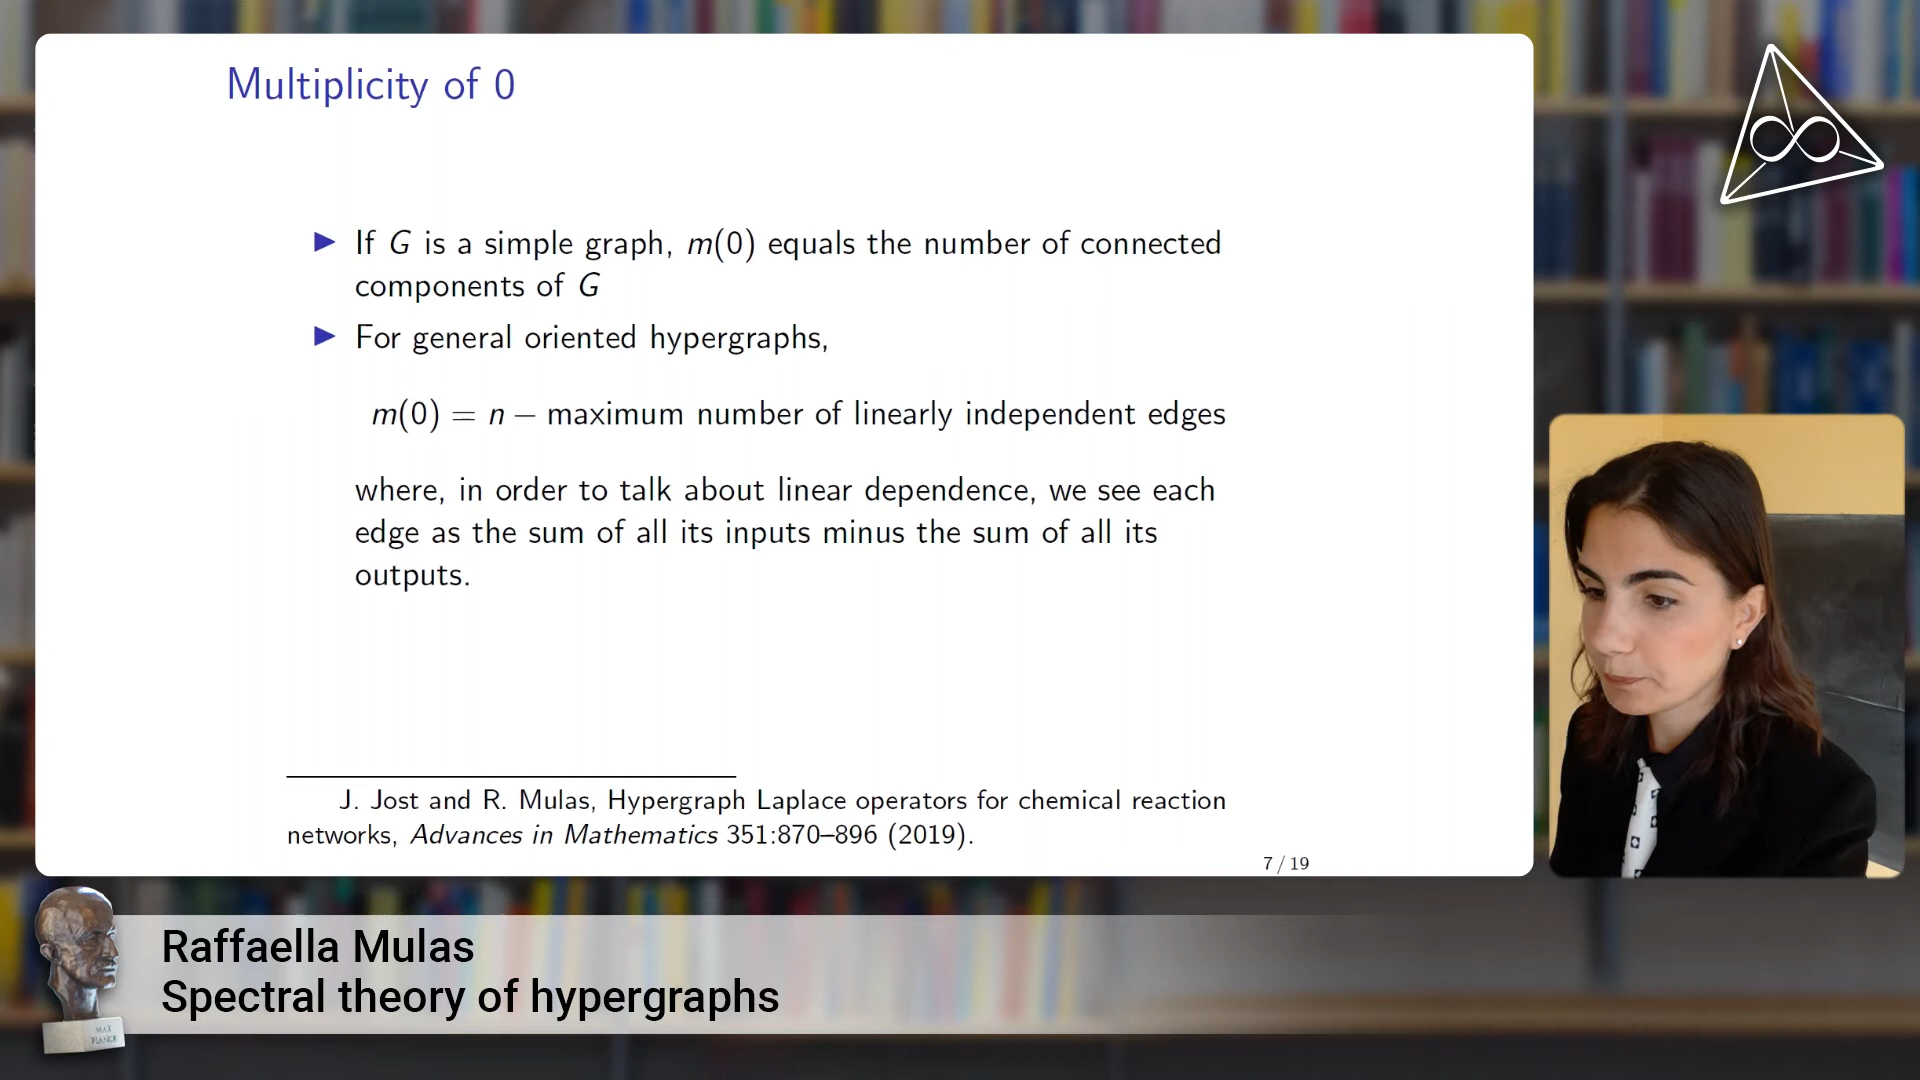 Multiplicity of 0
▶ If G is a simple graph, m(0) equals the number of connected
components of G
▶ For general oriented hypergraphs,
m(0) = n − maximum number of linearly independent edges
where, in order to talk about linear dependence, we see each
edge as the sum of all its inputs minus the sum of all its
outputs.
J. Jost and R. Mulas, Hypergraph Laplace operators for chemical reaction
networks, Advances in Mathematics 351:870–896 (2019).
7 / 19
Raffaella Mulas
Spectral theory of hypergraphs
MAX
PLANCK